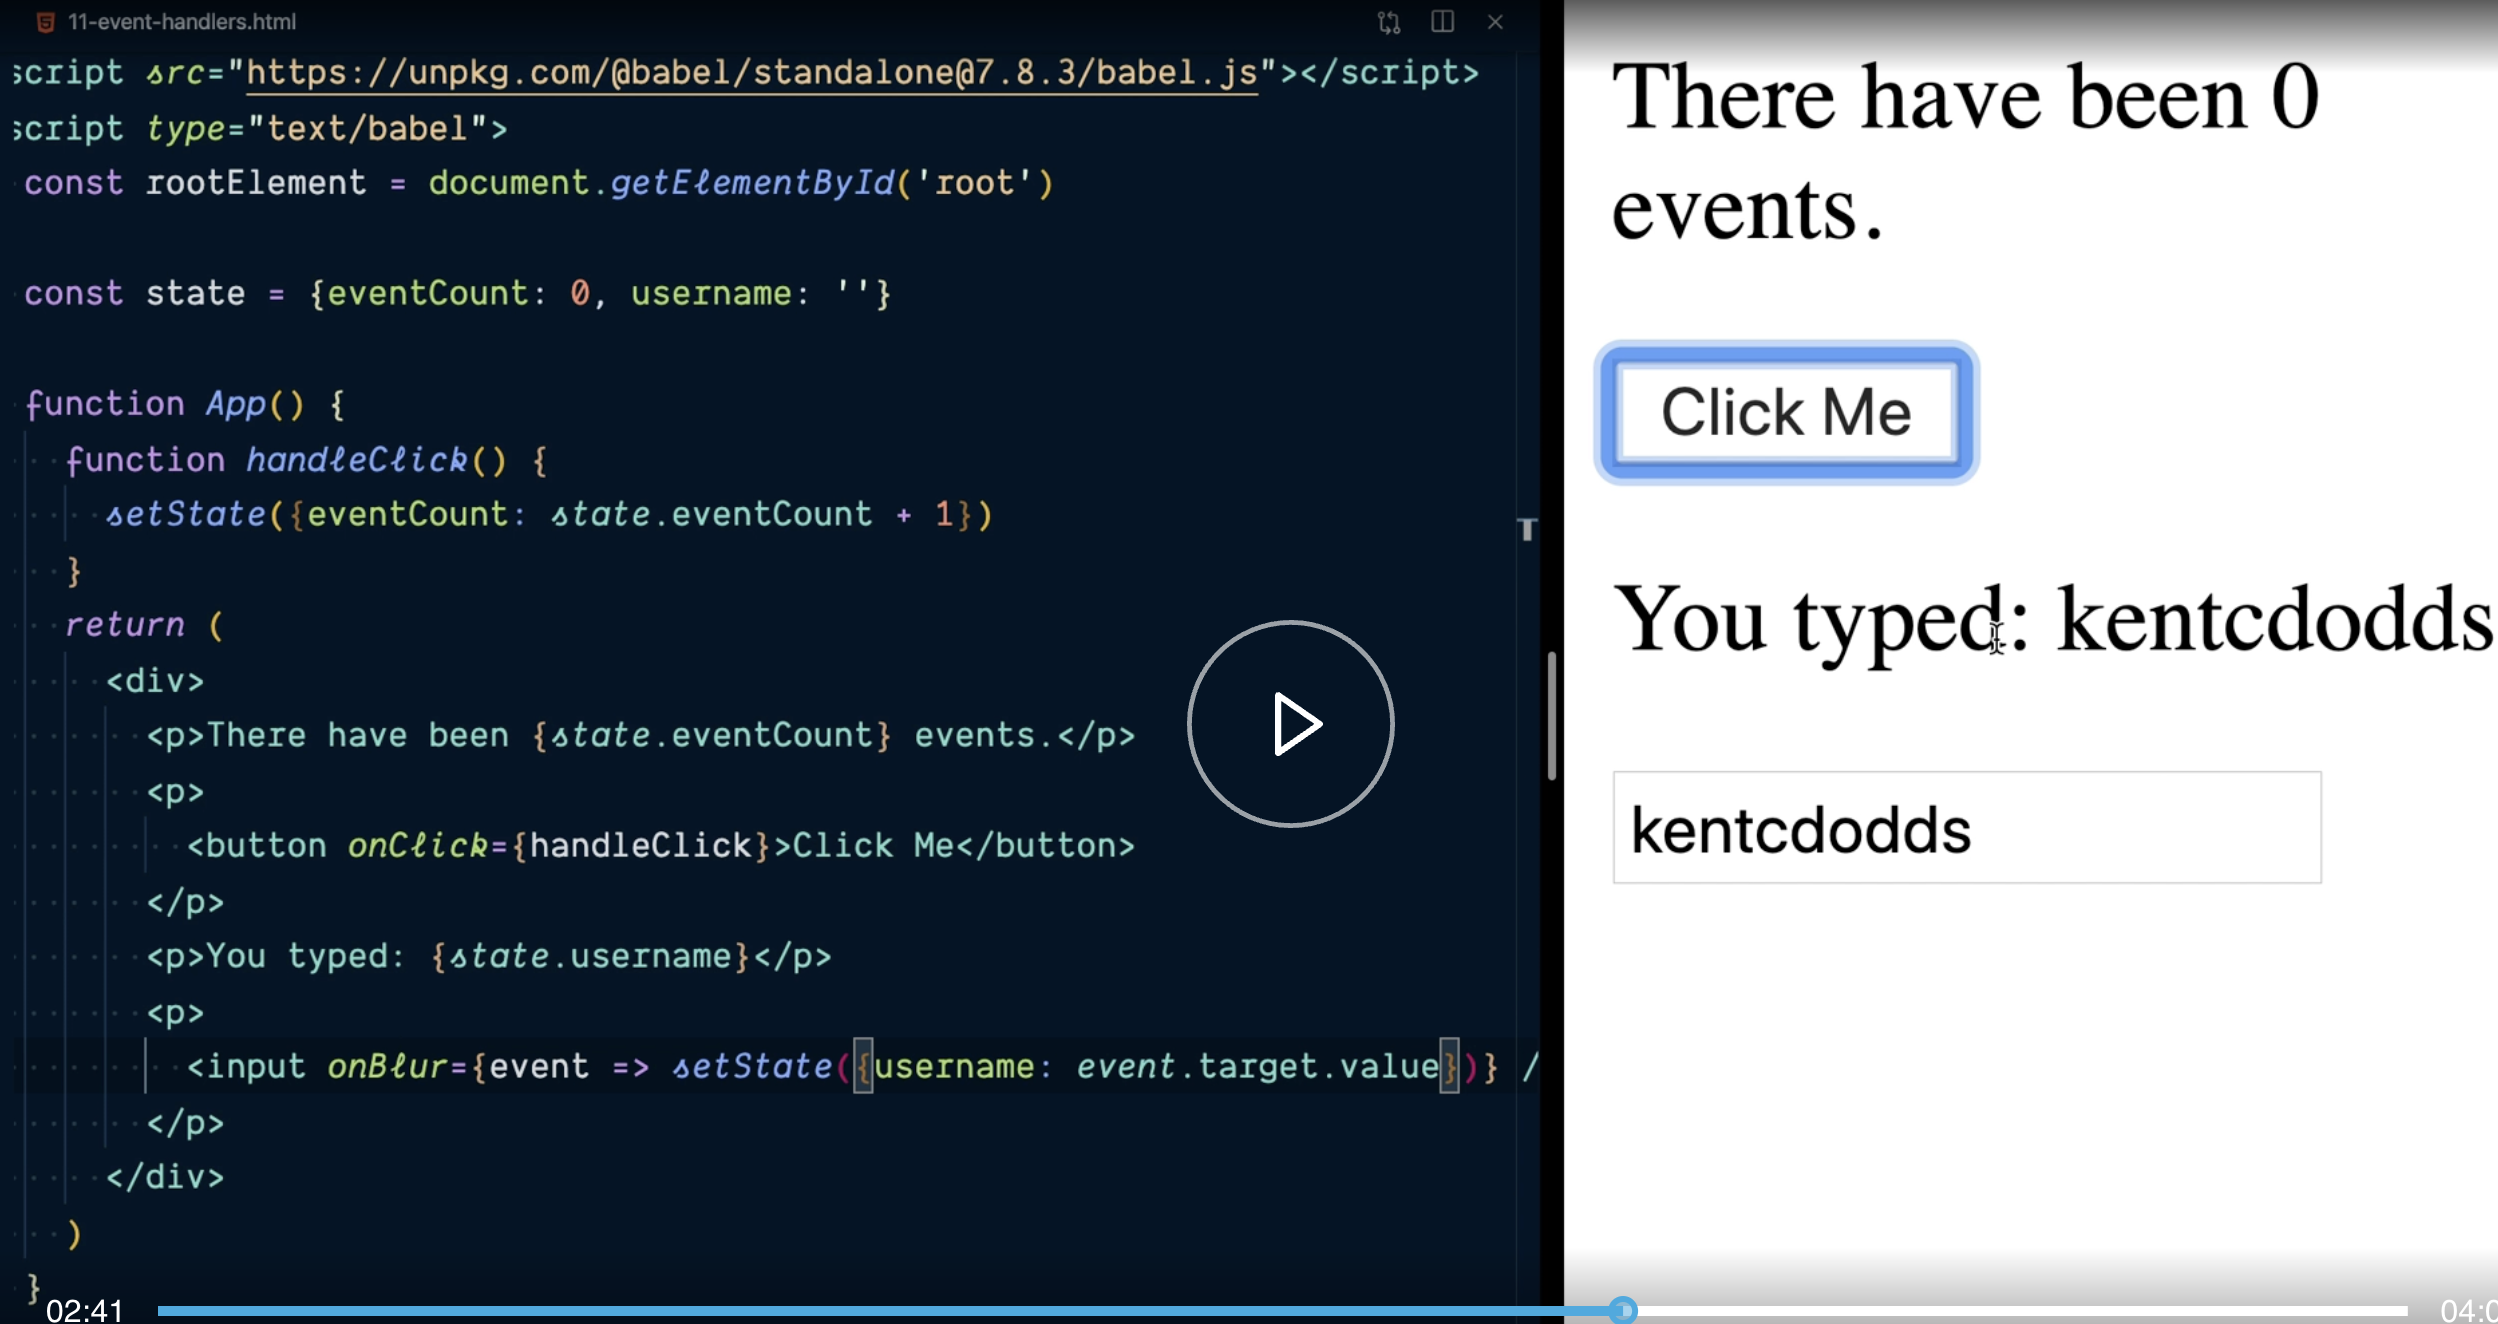 11-event-handlers.html
script src="https://unpkg.com/@babel/standalone@7.8.3/babel.js"></script>
script type="text/babel">
const rootElement = document.getElementById('root')
const state = {eventCount: 0, username: ''}
function App() {
function handleClick() {
setState({eventCount: state.eventCount + 1})
}
return (
<div>
<p>There have been {state.eventCount} events.</p>
<p>
<button onClick={handleClick}>Click Me</button>
</p>
<p>You typed: {state.username}</p>
<p>
<input onBlur={event => setState({username: event.target.value})} /
</p>
</div>
)
}
02:41
There have been 0
events.
Click Me
You typed: kentcdodds
kentcdodds